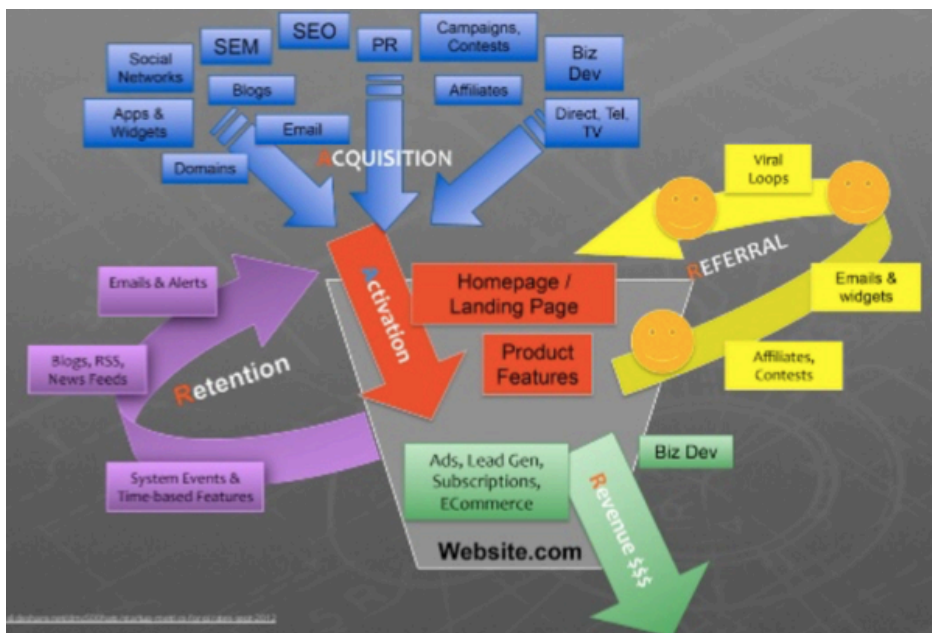 SEM
SEO
PR
Campaigns,
Contests
Biz
Dev
Social
Networks
Blogs
Affiliates
Apps &
Widgets
Email
Direct, Tel,
TV
Domains
ACQUISITION
Viral
Loops
REFERRAL
Emails & Alerts
Activation
Homepage /
Landing Page
Emails &
widgets
Blogs, RSS,
News Feeds
Retention
Product
Features
Affiliates,
Contests
System Events &
Time-based Features
Ads, Lead Gen,
Subscriptions,
ECommerce
Biz Dev
Revenue $$$
Website.com